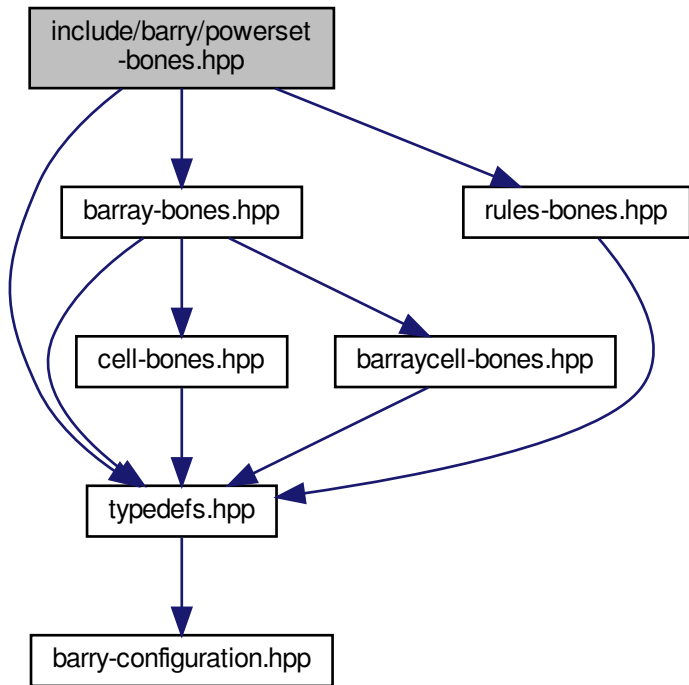 include/barry/powerset
-bones.hpp
barray-bones.hpp
rules-bones.hpp
cell-bones.hpp
barraycell-bones.hpp
typedefs.hpp
barry-configuration.hpp